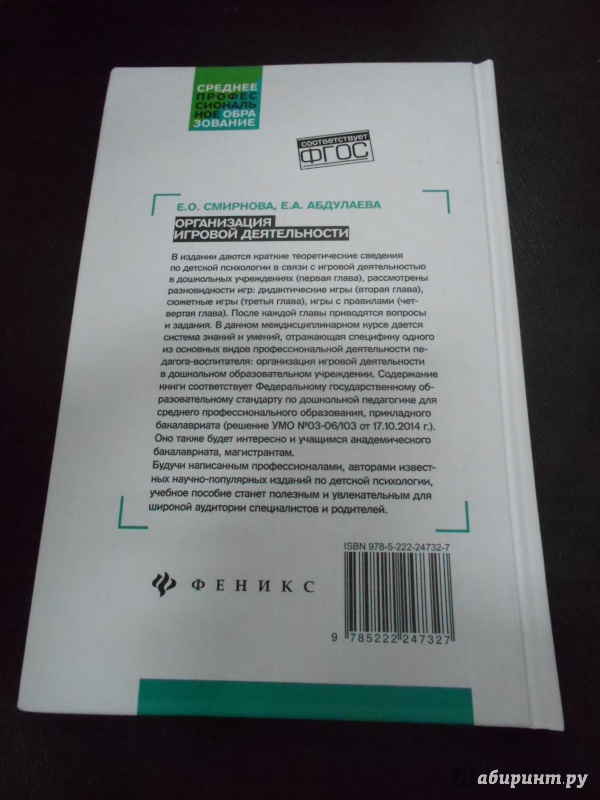 СРЕДНЕЕ
ПРОФЕС
СИОНАЛЬ
НОЕ ОБРА
ЗОВАНИЕ
соответствует
ФГОС
Е.О. СМИРНОВА, Е.А. АБДУЛАЕВА
ОРГАНИЗАЦИЯ
ИГРОВОЙ ДЕЯТЕЛЬНОСТИ
В издании даются краткие теоретические сведения
по детской психологии в связи с игровой деятельностью
в дошкольных учреждениях (первая глава), рассмотрены
разновидности игр: дидактические игры (вторая глава),
сюжетные игры (третья глава), игры с правилами (чет-
вертая глава). После каждой главы приводятся вопросы
и задания. В данном междисциплинарном курсе дается
система знаний и умений, отражающая специфику одного
из основных видов профессиональной деятельности пе-
дагога-воспитателя: организация игровой деятельности
в дошкольном образовательном учреждении. Содержание
книги соответствует Федеральному государственному об-
разовательному стандарту по дошкольной педагогике для
среднего профессионального образования, прикладного
бакалавриата (решение УМО №03-06/103 от 17.10.2014 г.).
Оно также будет интересно и учащимся академического
бакалавриата, магистрантам.
Будучи написанным профессионалами, авторами извест-
ных научно-популярных изданий по детской психологии,
учебное пособие станет полезным и увлекательным для
широкой аудитории специалистов и родителей.
ISBN 978-5-222-24732-7
ФЕНИКС
9 785222 247327
Лабиринт.ру